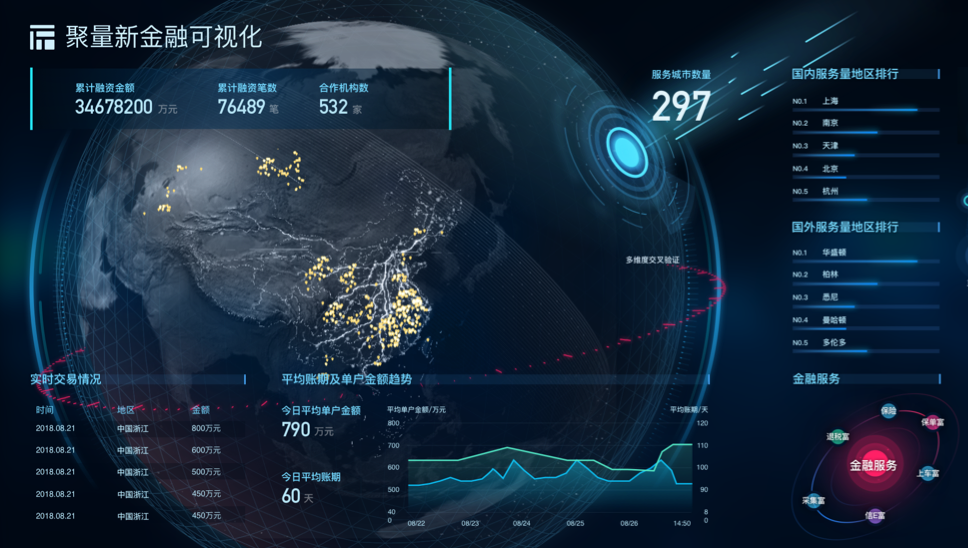 聚量新金融可视化
累计融资金额
34678200 万元
累计融资笔数
76489 笔
合作机构数
532 家
服务城市数量
297
国内服务量地区排行
NO.1 上海
NO.2 南京
NO.3 天津
NO.4 北京
NO.5 杭州
国外服务量地区排行
NO.1 华盛顿
NO.2 柏林
NO.3 悉尼
NO.4 曼哈顿
NO.5 多伦多
多维度交叉验证
实时交易情况
时间 地区 金额
2018.08.21 中国浙江 800万元
2018.08.21 中国浙江 600万元
2018.08.21 中国浙江 500万元
2018.08.21 中国浙江 450万元
2018.08.21 中国浙江 450万元
平均账期及单户金额趋势
今日平均单户金额
790 万元
今日平均账期
60 天
平均单户金额/万元
平均账期/天
800
700
600
500
40
0
120
110
100
90
8
0
08/22 08/23 08/24 08/25 08/26 14:50
金融服务
保险
保单富
退税富
金融服务
上车富
采集富
信E富